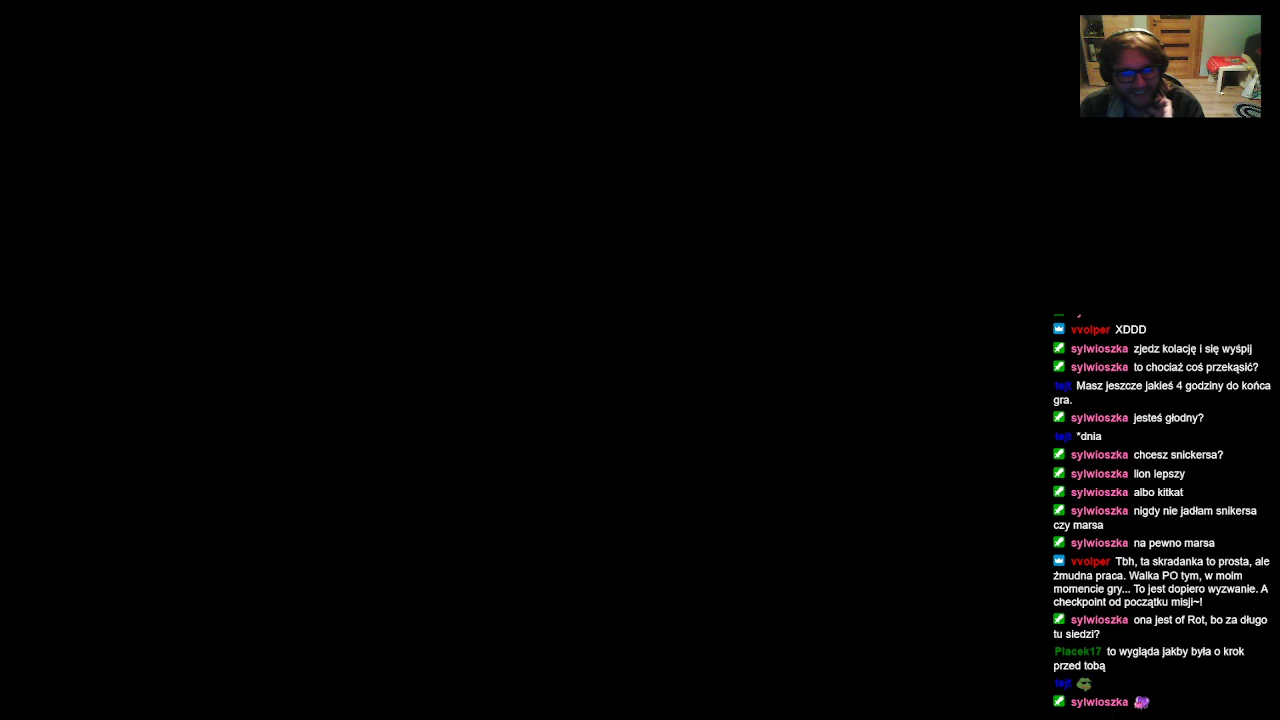 vvolper XDDD
sylwioszka zjedz kolację i się wyśpij
sylwioszka to chociaż coś przekąsić?
tejt Masz jeszcze jakieś 4 godziny do końca
gra.
sylwioszka jesteś głodny?
tejt *dnia
sylwioszka chcesz snickersa?
sylwioszka lion lepszy
sylwioszka albo kitkat
sylwioszka nigdy nie jadłam snikersa
czy marsa
sylwioszka na pewno marsa
vvolper Tbh, ta skradanka to prosta, ale
żmudna praca. Walka PO tym, w moim
momencie gry... To jest dopiero wyzwanie. A
checkpoint od początku misji~!
sylwioszka ona jest of Rot, bo za długo
tu siedzi?
Placek17 to wygląda jakby była o krok
przed tobą
tejt
sylwioszka